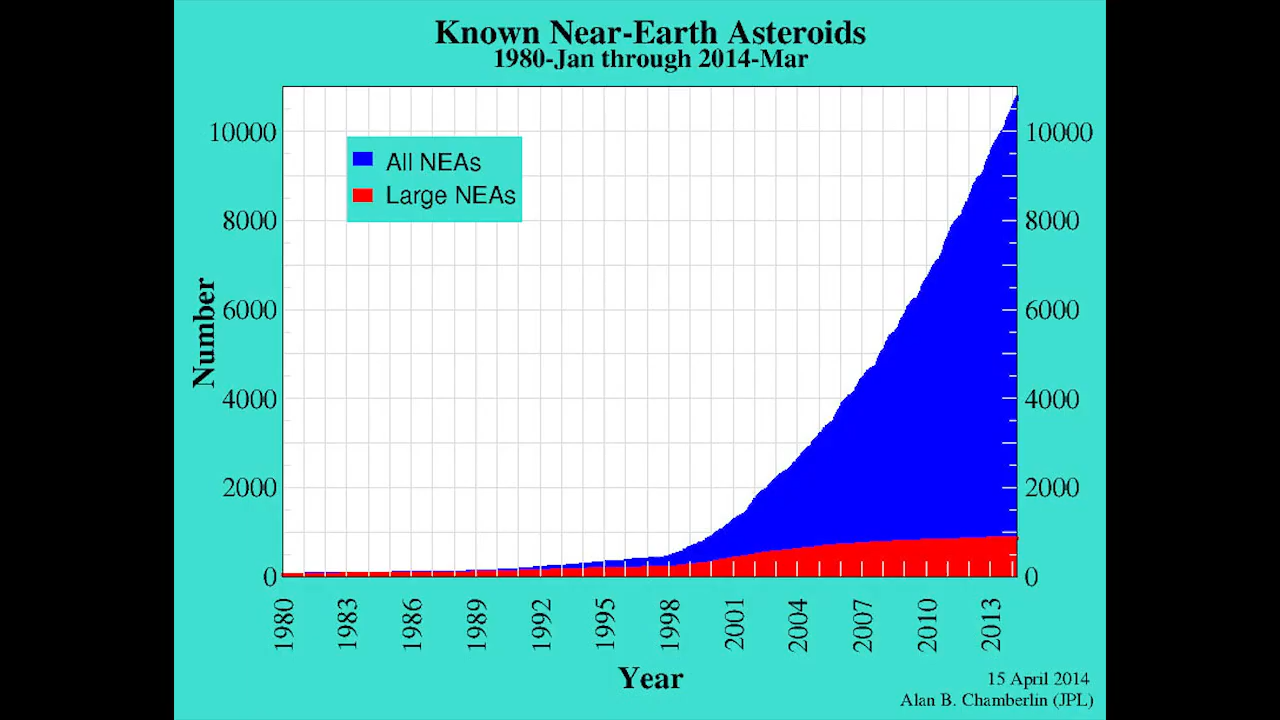 Known Near-Earth Asteroids
1980-Jan through 2014-Mar
10000
8000
6000
4000
2000
0
Number
All NEAs
Large NEAs
10000
8000
6000
4000
2000
0
1980 1983 1986 1989 1992 1995 1998 2001 2004 2007 2010 2013
Year
15 April 2014
Alan B. Chamberlin (JPL)